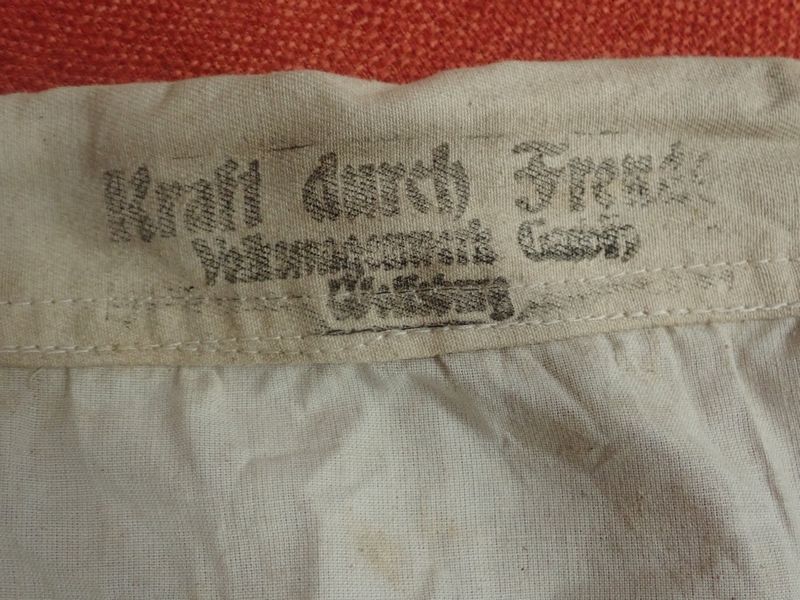 Kraft durch Freude
Volkswagenwerk GmbH
Wolfsburg